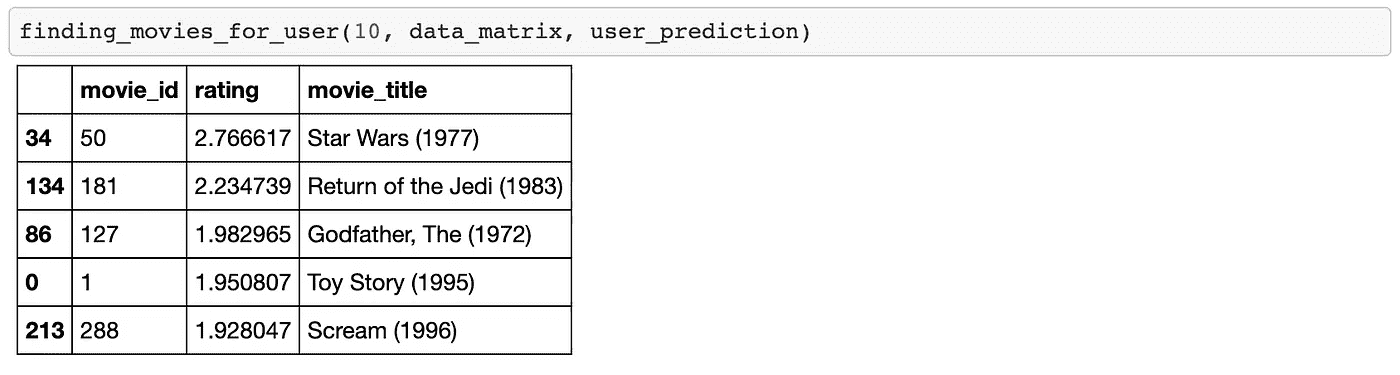 finding_movies_for_user(10, data_matrix, user_prediction)
movie_id rating movie_title
34 50 2.766617 Star Wars (1977)
134 181 2.234739 Return of the Jedi (1983)
86 127 1.982965 Godfather, The (1972)
0 1 1.950807 Toy Story (1995)
213 288 1.928047 Scream (1996)